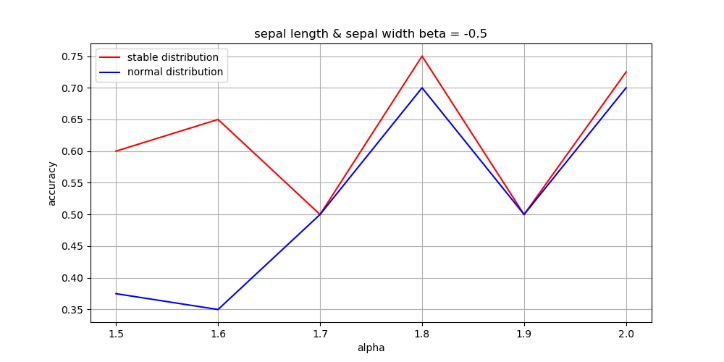 sepal length & sepal width beta = -0.5
stable distribution
normal distribution
accuracy
0.75
0.70
0.65
0.60
0.55
0.50
0.45
0.40
0.35
1.5 1.6 1.7 1.8 1.9 2.0
alpha